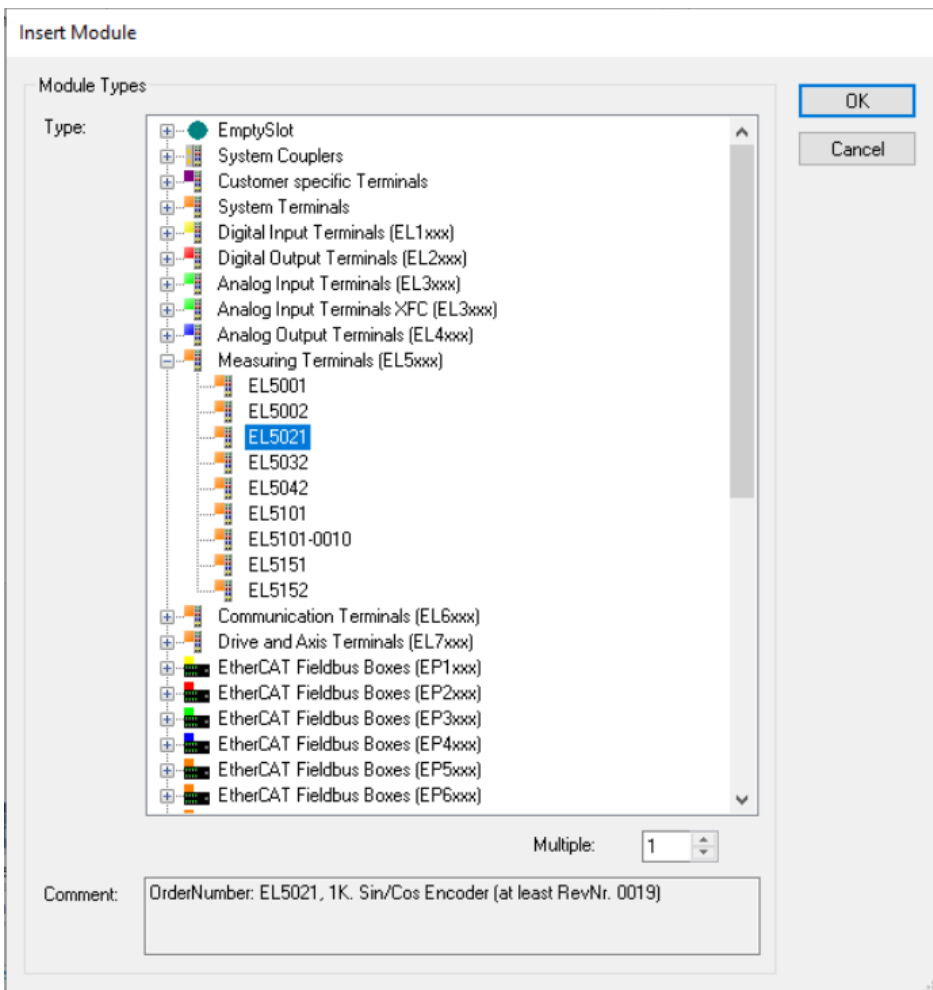 Insert Module
Module Types
OK
Type:
EmptySlot
Cancel
System Couplers
Customer specific Terminals
System Terminals
Digital Input Terminals (EL1xxx)
Digital Output Terminals (EL2xxx)
Analog Input Terminals (EL3xxx)
Analog Input Terminals XFC (EL3xxx)
Analog Output Terminals (EL4xxx)
Measuring Terminals (EL5xxx)
EL5001
EL5002
EL5021
EL5032
EL5042
EL5101
EL5101-0010
EL5151
EL5152
Communication Terminals (EL6xxx)
Drive and Axis Terminals (EL7xxx)
EtherCAT Fieldbus Boxes (EP1xxx)
EtherCAT Fieldbus Boxes (EP2xxx)
EtherCAT Fieldbus Boxes (EP3xxx)
EtherCAT Fieldbus Boxes (EP4xxx)
EtherCAT Fieldbus Boxes (EP5xxx)
EtherCAT Fieldbus Boxes (EP6xxx)
Multiple: 1
Comment: OrderNumber: EL5021, 1K. Sin/Cos Encoder (at least RevNr. 0019)